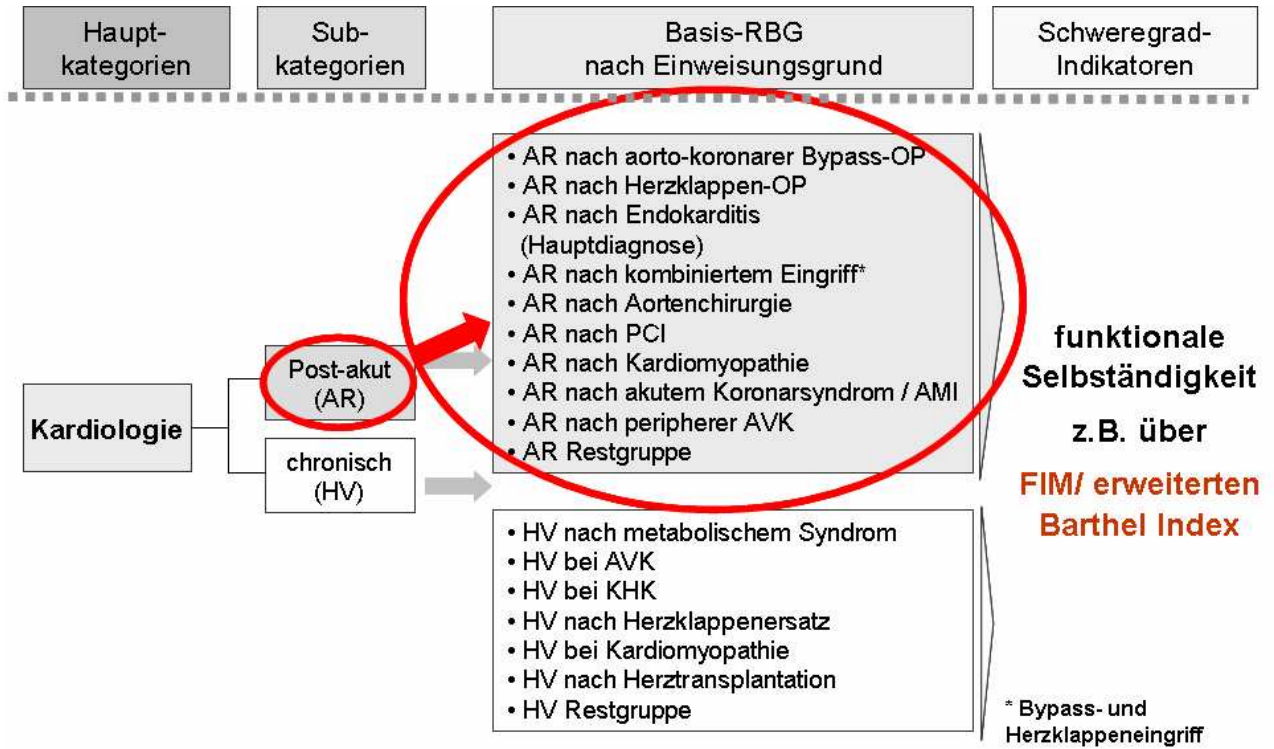 Haupt-
kategorien
Sub-
kategorien
Basis-RBG
nach Einweisungsgrund
Schweregrad-
Indikatoren
• AR nach aorto-koronarer Bypass-OP
• AR nach Herzklappen-OP
• AR nach Endokarditis
(Hauptdiagnose)
• AR nach kombiniertem Eingriff*
• AR nach Aortenchirurgie
• AR nach PCI
• AR nach Kardiomyopathie
• AR nach akutem Koronarsyndrom / AMI
• AR nach peripherer AVK
• AR Restgruppe
Kardiologie
Post-akut
(AR)
chronisch
(HV)
• HV nach metabolischem Syndrom
• HV bei AVK
• HV bei KHK
• HV nach Herzklappenersatz
• HV bei Kardiomyopathie
• HV nach Herztransplantation
• HV Restgruppe
funktionale
Selbständigkeit
z.B. über
FIM/ erweiterten
Barthel Index
* Bypass- und
Herzklappeneingriff